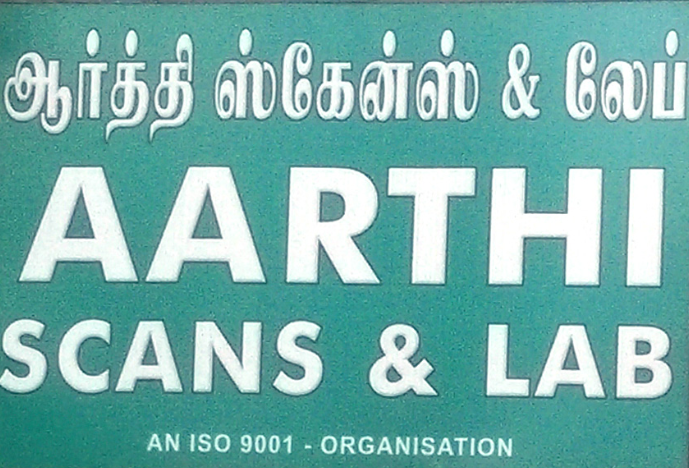 ஆர்த்தி ஸ்கேன்ஸ் & லேப்
AARTHI
SCANS & LAB
AN ISO 9001 - ORGANISATION